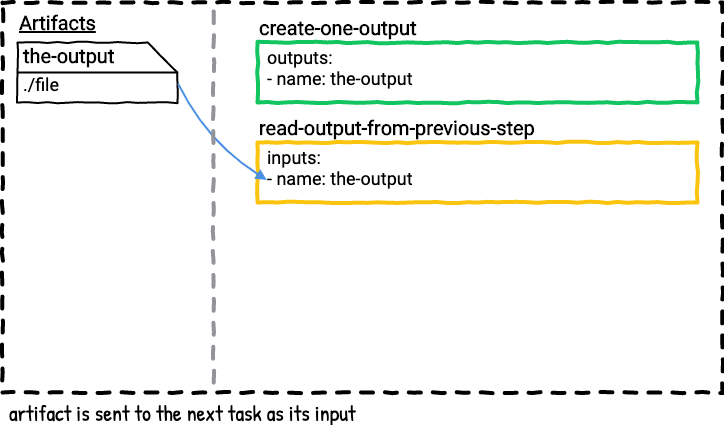 Artifacts
the-output
./file
create-one-output
outputs:
- name: the-output
read-output-from-previous-step
inputs:
- name: the-output
artifact is sent to the next task as its input